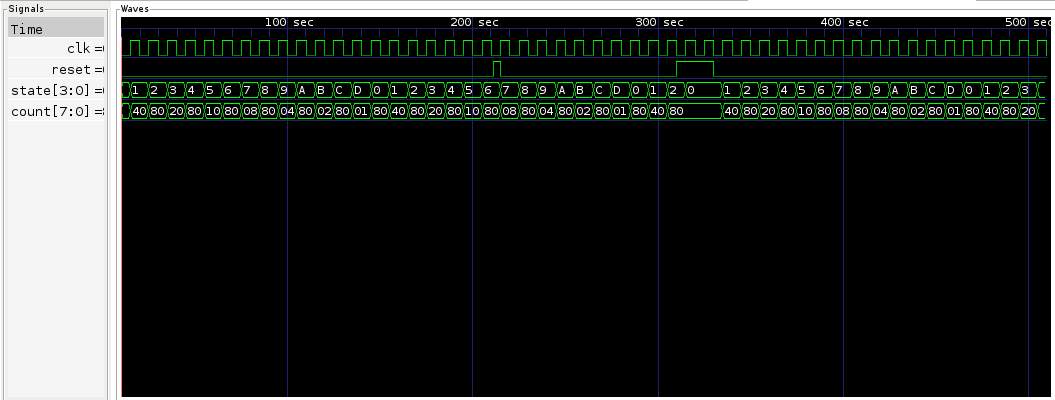 Signals
Waves
Time
100 sec 200 sec 300 sec 400 sec 500 sec
clk =
reset =
state[3:0] = 1 2 3 4 5 6 7 8 9 A B C D 0 1 2 3 4 5 6 7 8 9 A B C D 0 1 2 0 1 2 3 4 5 6 7 8 9 A B C D 0 1 2 3
count[7:0] = 40 80 20 80 10 80 08 80 04 80 02 80 01 80 40 80 20 80 10 80 08 80 04 80 02 80 01 80 40 80 40 80 20 80 10 80 08 80 04 80 02 80 01 80 40 80 20